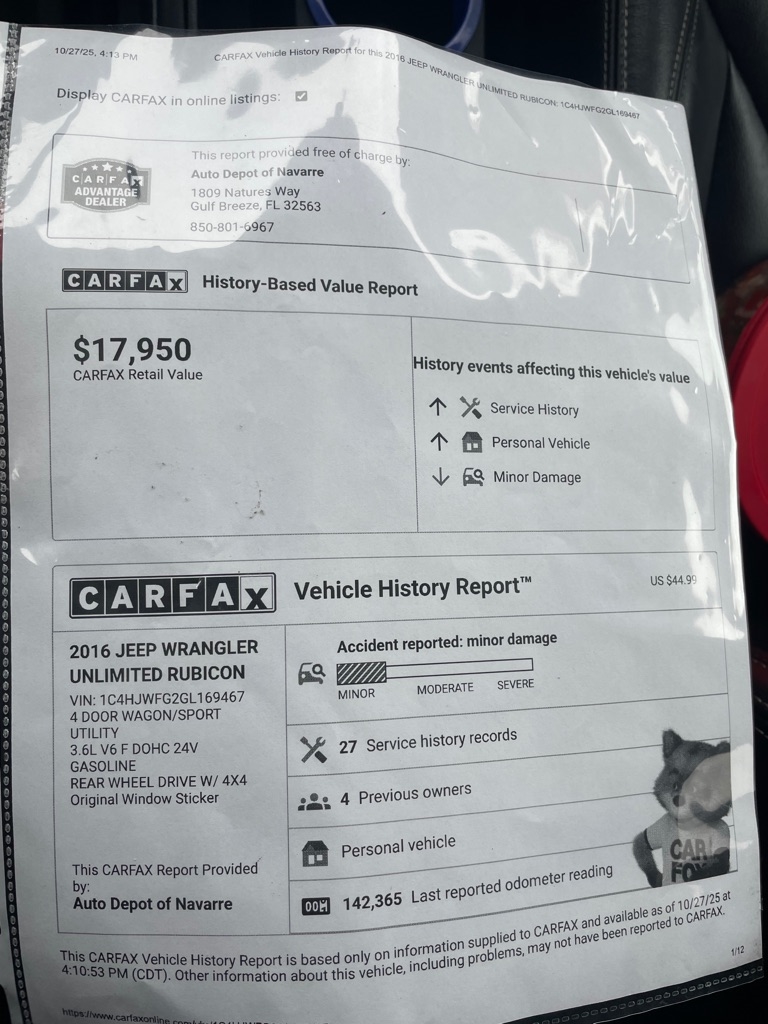 10/27/25, 4:13 PM
CARFAX Vehicle History Report for this 2016 JEEP WRANGLER UNLIMITED RUBICON: 1C4HJWFG2GL169467
Display CARFAX in online listings:
CARFAX
ADVANTAGE
DEALER
This report provided free of charge by:
Auto Depot of Navarre
1809 Natures Way
Gulf Breeze, FL 32563
850-801-6967
CARFAX History-Based Value Report
$17,950
CARFAX Retail Value
History events affecting this vehicle's value
Service History
Personal Vehicle
Minor Damage
CARFAX Vehicle History Report™
US $44.99
2016 JEEP WRANGLER
UNLIMITED RUBICON
VIN: 1C4HJWFG2GL169467
4 DOOR WAGON/SPORT
UTILITY
3.6L V6 F DOHC 24V
GASOLINE
REAR WHEEL DRIVE W/ 4X4
Original Window Sticker
This CARFAX Report Provided
by:
Auto Depot of Navarre
Accident reported: minor damage
MINOR MODERATE SEVERE
27 Service history records
4 Previous owners
Personal vehicle
142,365 Last reported odometer reading
CAR
FOX
This CARFAX Vehicle History Report is based only on information supplied to CARFAX and available as of 10/27/25 at
4:10:53 PM (CDT). Other information about this vehicle, including problems, may not have been reported to CARFAX.
1/12